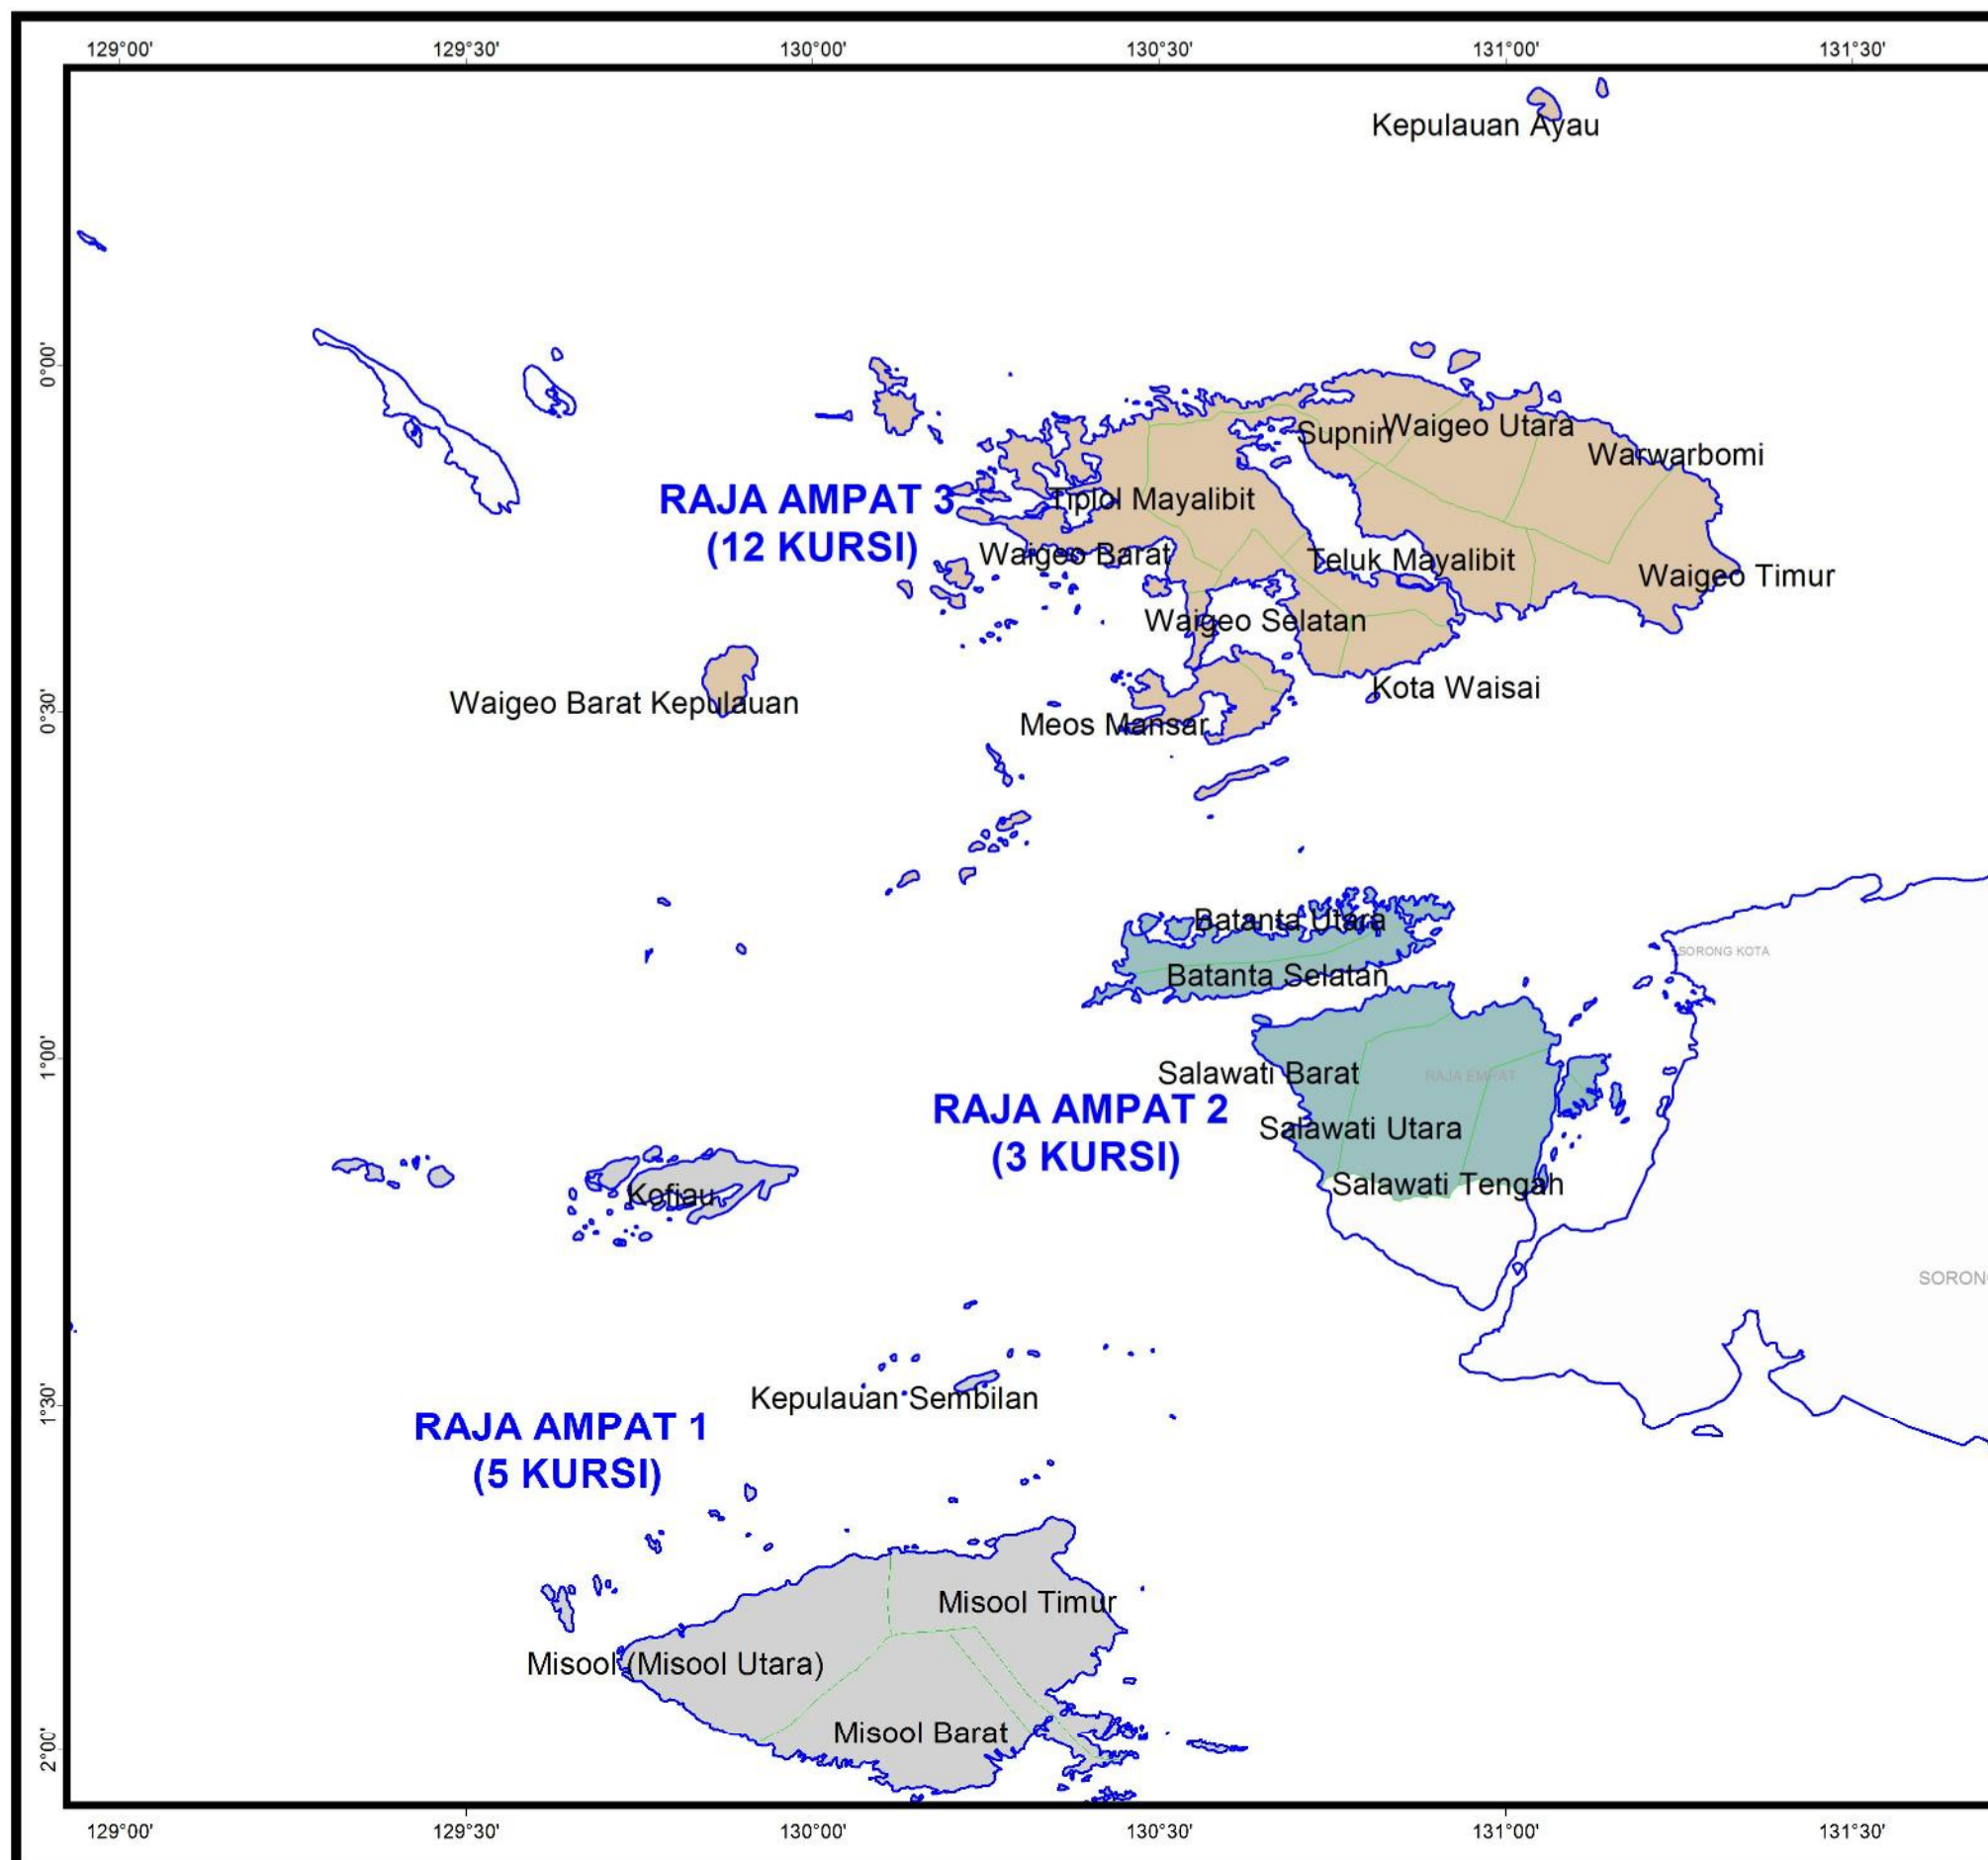 129°00' 129°30' 130°00' 130°30' 131°00' 131°30'
Kepulauan Ayau
0°00'
Supnin
Waigeo Utara
Warwarbomi
RAJA AMPAT 3
(12 KURSI)
Tiplol Mayalibit
Waigeo Barat
Teluk Mayalibit
Waigeo Timur
Waigeo Selatan
Kota Waisai
0°30'
Waigeo Barat Kepulauan
Meos Mansar
Batanta Utara
SORONG KOTA
Batanta Selatan
1°00'
Salawati Barat
RAJA EMPAT
RAJA AMPAT 2
(3 KURSI)
Salawati Utara
Salawati Tengah
Kofiau
SORONG
Kepulauan Sembilan
1°30'
RAJA AMPAT 1
(5 KURSI)
Misool Timur
Misool (Misool Utara)
Misool Barat
2°00'
129°00' 129°30' 130°00' 130°30' 131°00' 131°30'